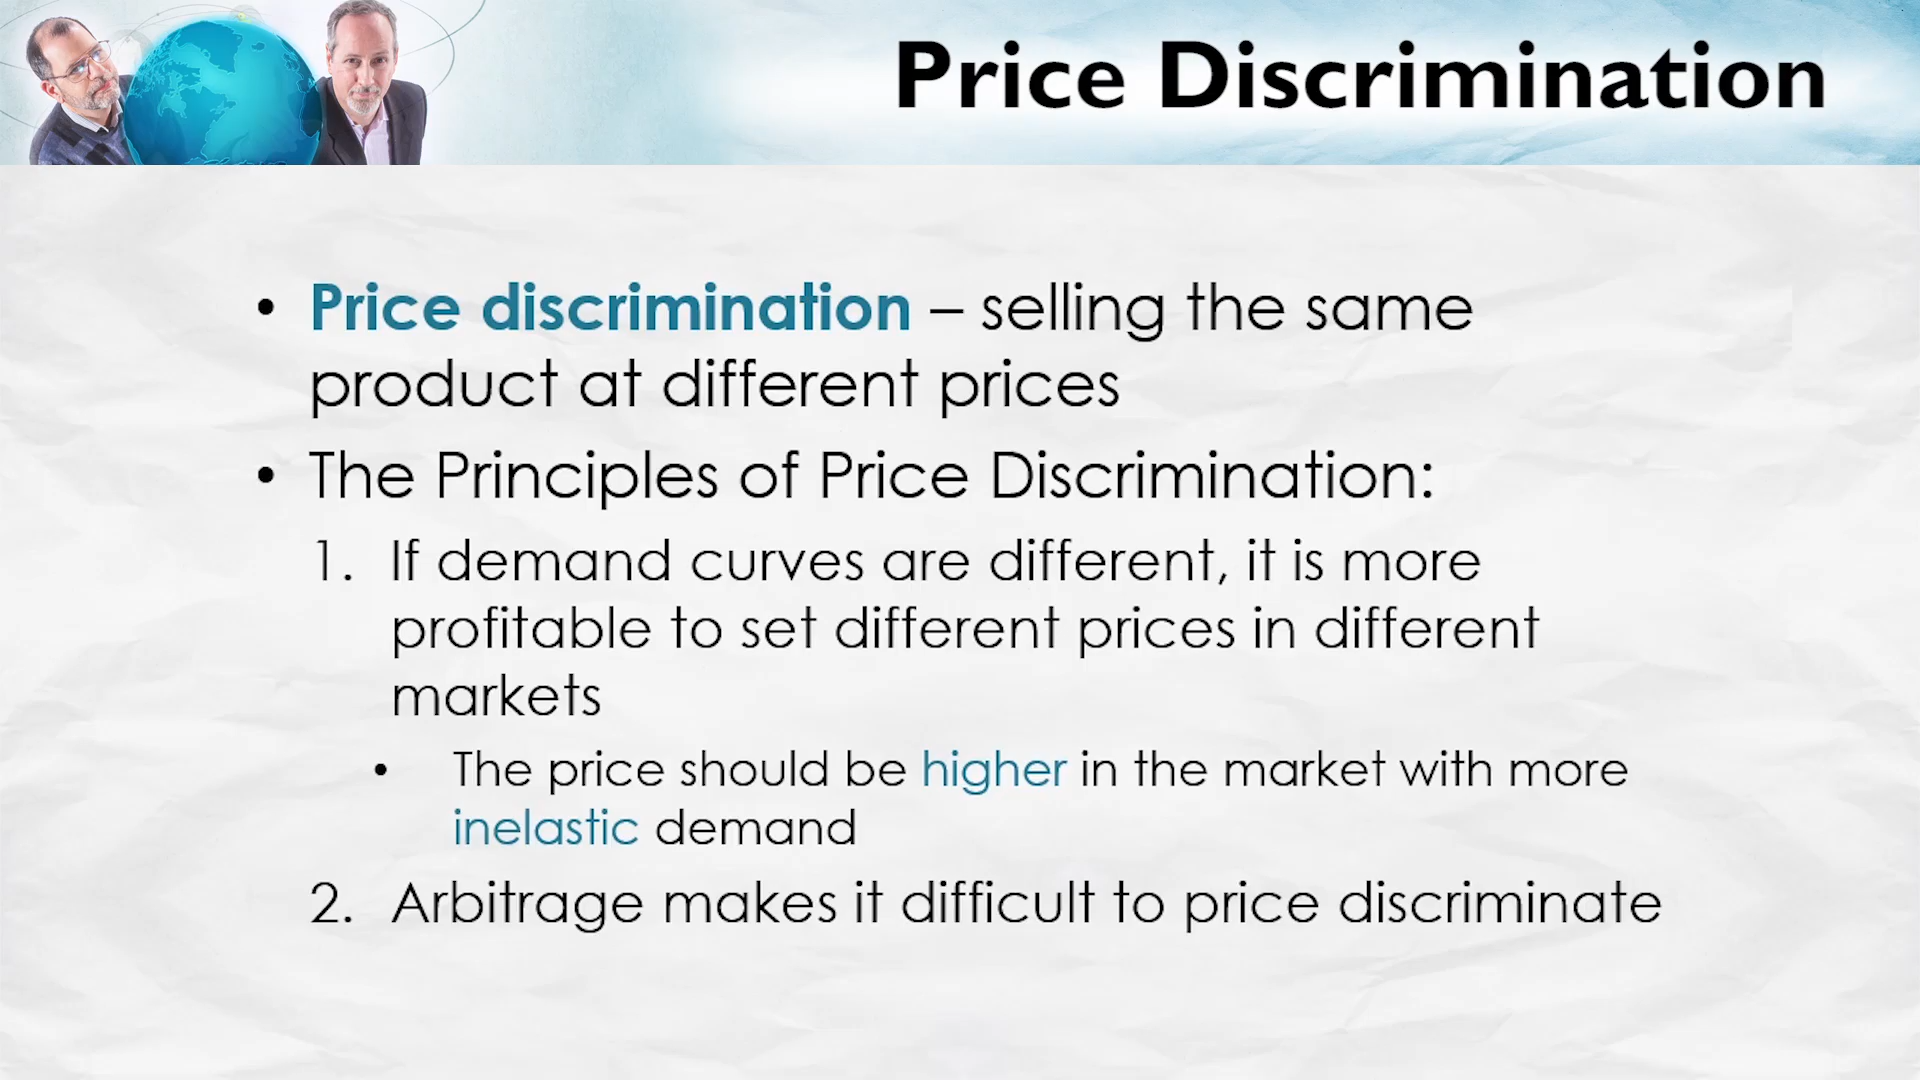 Price Discrimination
• Price discrimination – selling the same
product at different prices
• The Principles of Price Discrimination:
1. If demand curves are different, it is more
profitable to set different prices in different
markets
• The price should be higher in the market with more
inelastic demand
2. Arbitrage makes it difficult to price discriminate